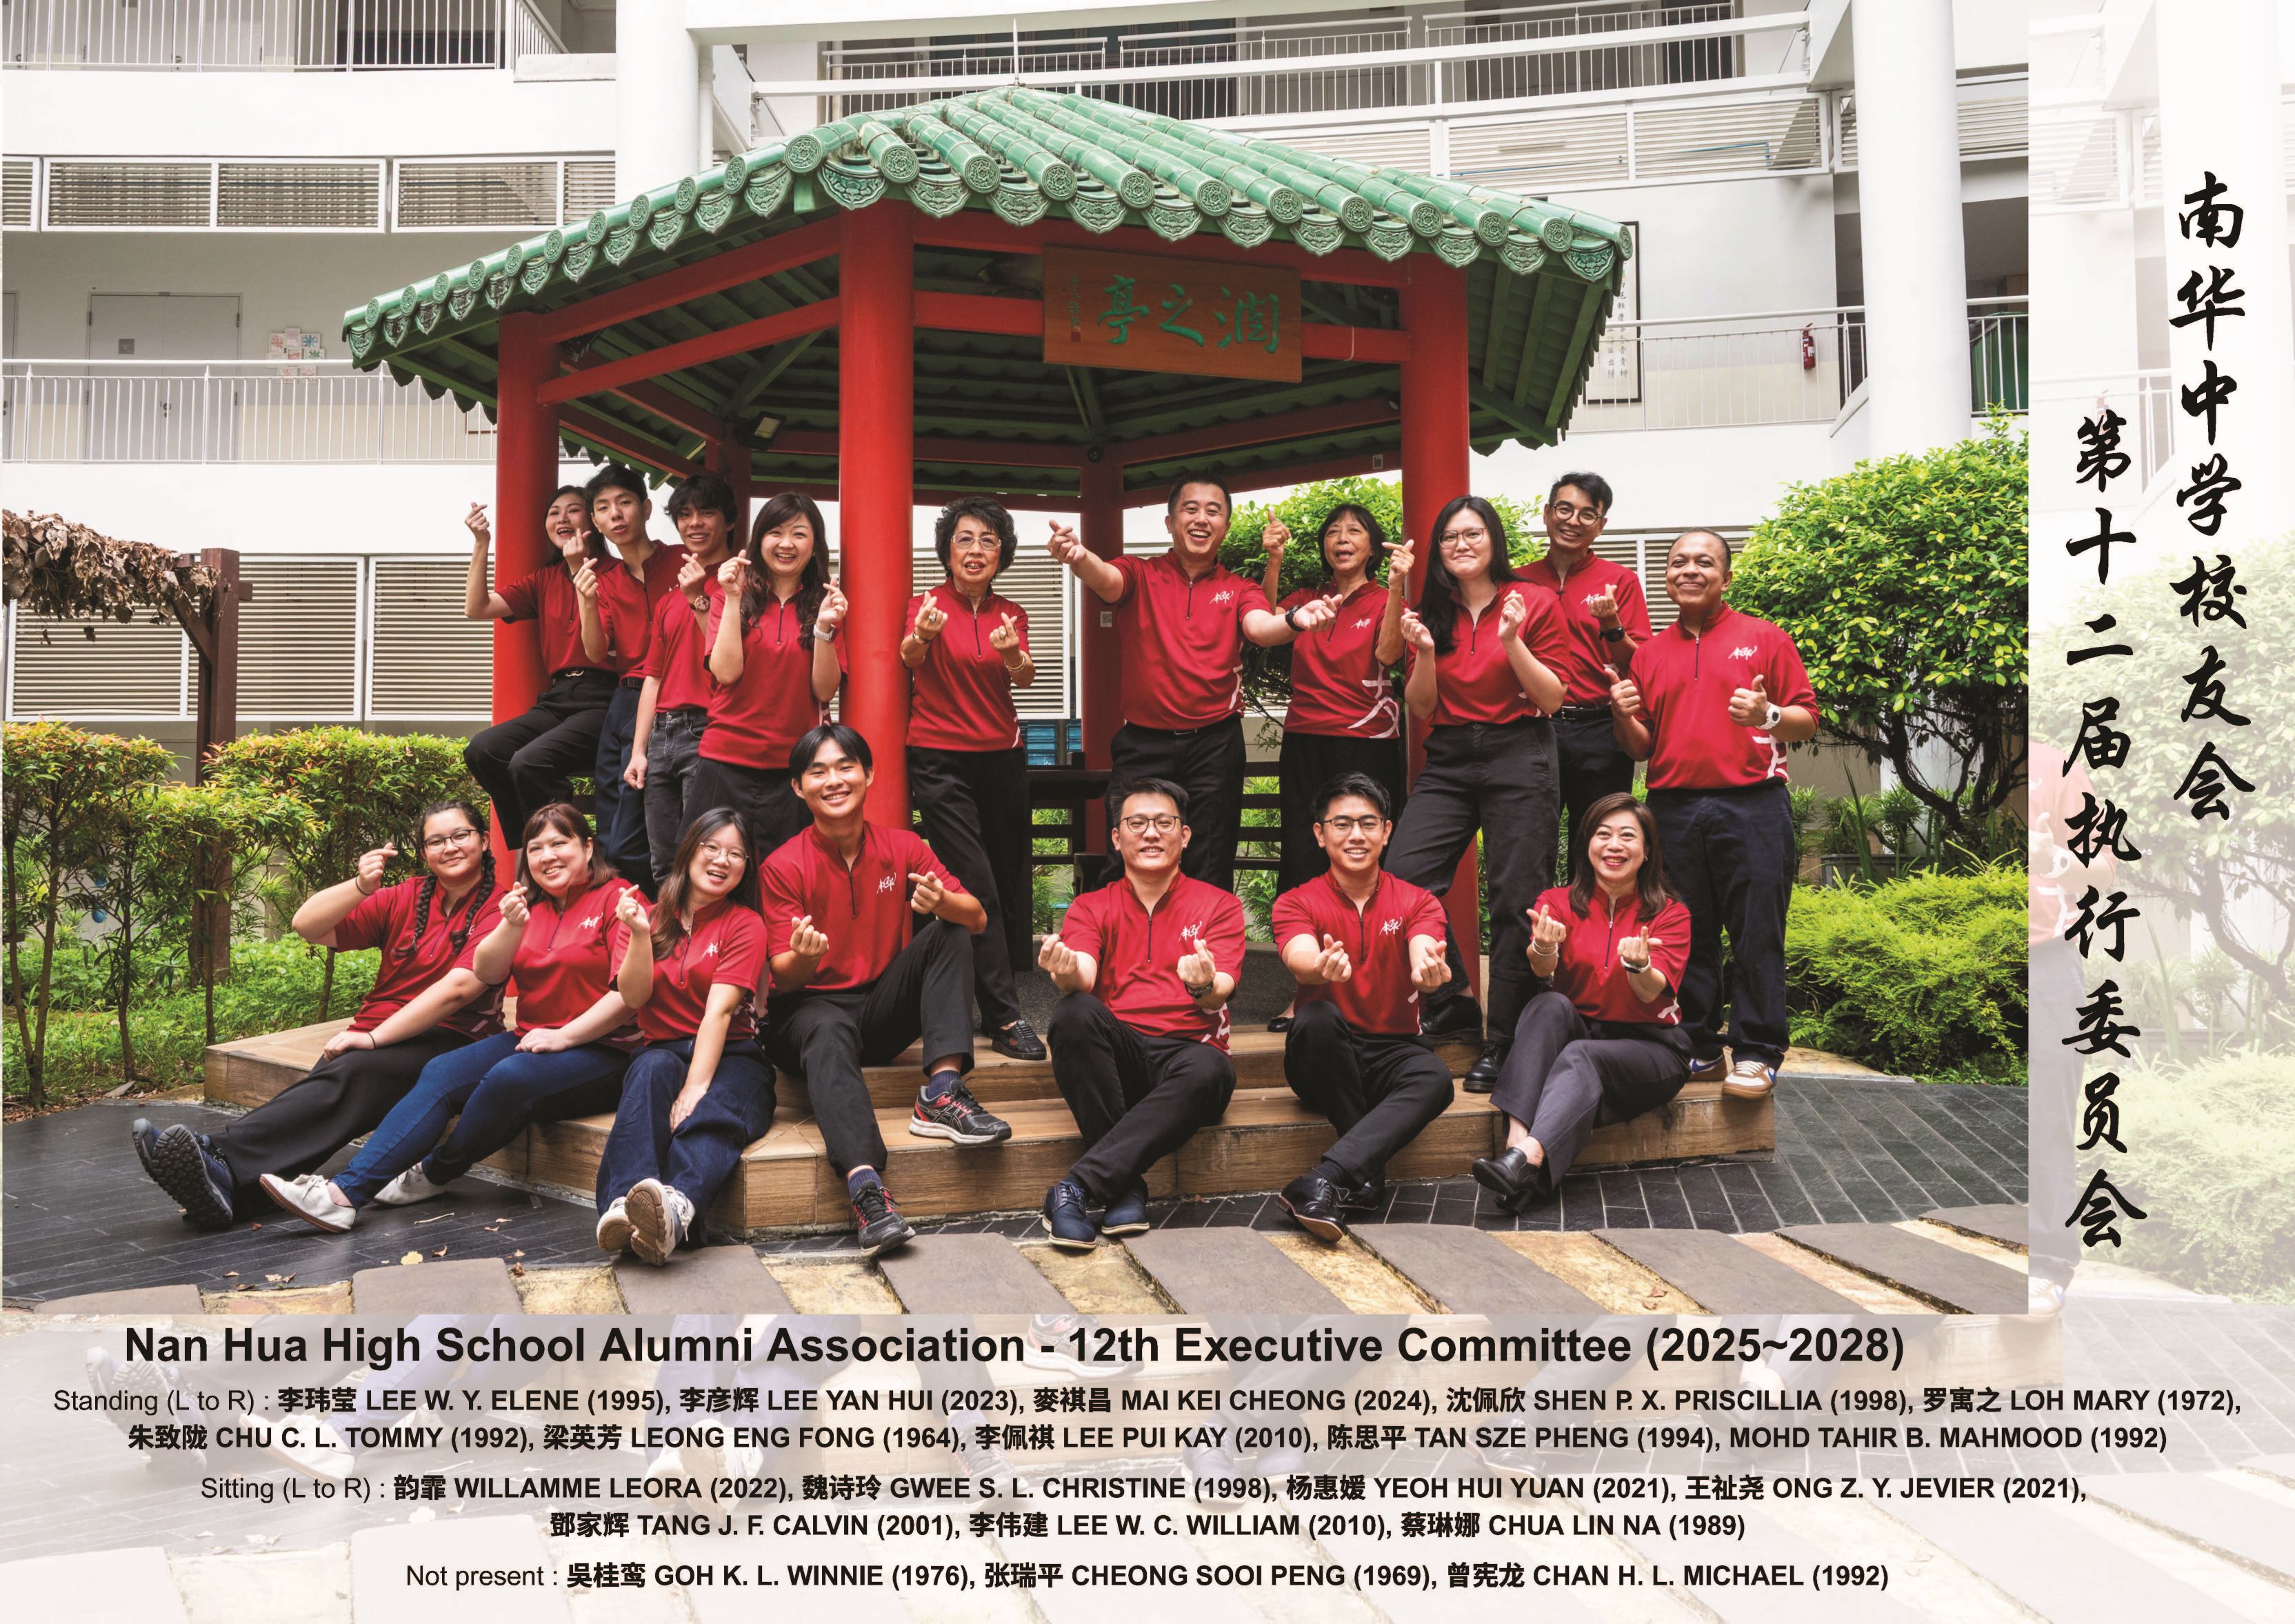 润之亭
南华中学校友会
第十二届执行委员会
Nan Hua High School Alumni Association - 12th Executive Committee (2025~2028)
Standing (L to R) : 李玮莹 LEE W. Y. ELENE (1995), 李彦辉 LEE YAN HUI (2023), 麥祺昌 MAI KEI CHEONG (2024), 沈佩欣 SHEN P. X. PRISCILLIA (1998), 罗寓之 LOH MARY (1972),
朱致陇 CHU C. L. TOMMY (1992), 梁英芳 LEONG ENG FONG (1964), 李佩祺 LEE PUI KAY (2010), 陈思平 TAN SZE PHENG (1994), MOHD TAHIR B. MAHMOOD (1992)
Sitting (L to R) : 韵霏 WILLAMME LEORA (2022), 魏诗玲 GWEE S. L. CHRISTINE (1998), 杨惠媛 YEOH HUI YUAN (2021), 王祉尧 ONG Z. Y. JEVIER (2021),
鄧家辉 TANG J. F. CALVIN (2001), 李伟建 LEE W. C. WILLIAM (2010), 蔡琳娜 CHUA LIN NA (1989)
Not present : 吳桂鸾 GOH K. L. WINNIE (1976), 张瑞平 CHEONG SOOI PENG (1969), 曾宪龙 CHAN H. L. MICHAEL (1992)